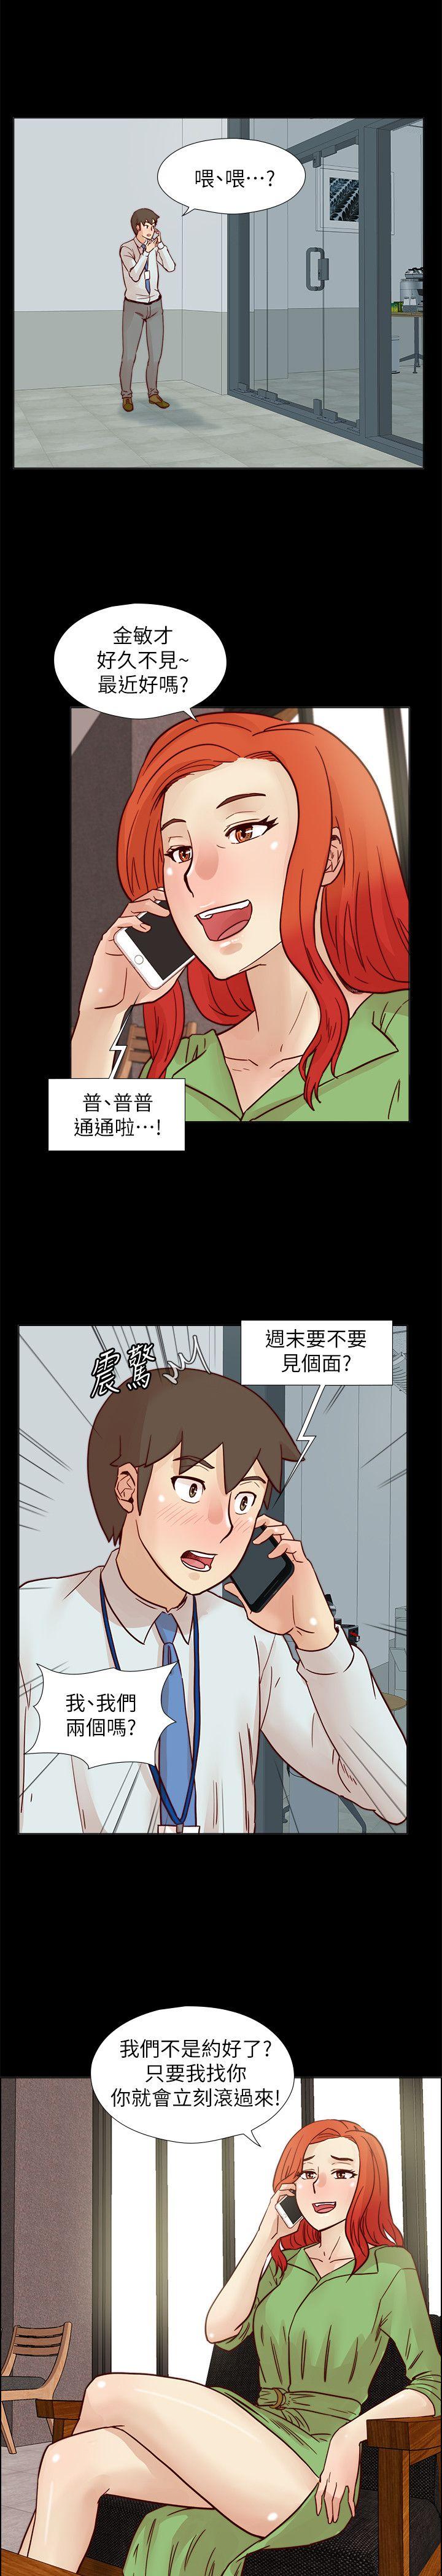 喂、喂…?
金敏才
好久不見~
最近好嗎?
普、普普
通通啦…!
週末要不要
見個面?
震驚
我、我們
兩個嗎?
我們不是約好了?
只要我找你
你就會立刻滾過來!